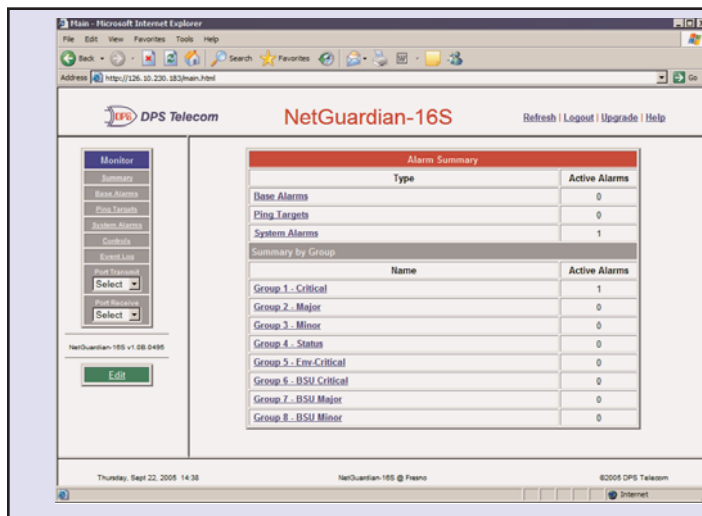 Main - Microsoft Internet Explorer
File Edit View Favorites Tools Help
Back Search Favorites
Address http://126.10.230.183/main.html Go
DPS DPS Telecom
NetGuardian-16S
Refresh | Logout | Upgrade | Help
Monitor
Summary
Base Alarms
Ping Targets
System Alarms
Controls
Event Log
Port Transmit
Select
Port Receive
Select
NetGuardian-16S v1.0B.0495
Edit
Alarm Summary
Type Active Alarms
Base Alarms 0
Ping Targets 0
System Alarms 1
Summary by Group
Name Active Alarms
Group 1 - Critical 1
Group 2 - Major 0
Group 3 - Minor 0
Group 4 - Status 0
Group 5 - Env-Critical 0
Group 6 - BSU Critical 0
Group 7 - BSU Major 0
Group 8 - BSU Minor 0
Thursday, Sept 22, 2005 14:38 NetGuardian-16S @ Fresno ©2005 DPS Telecom
Internet